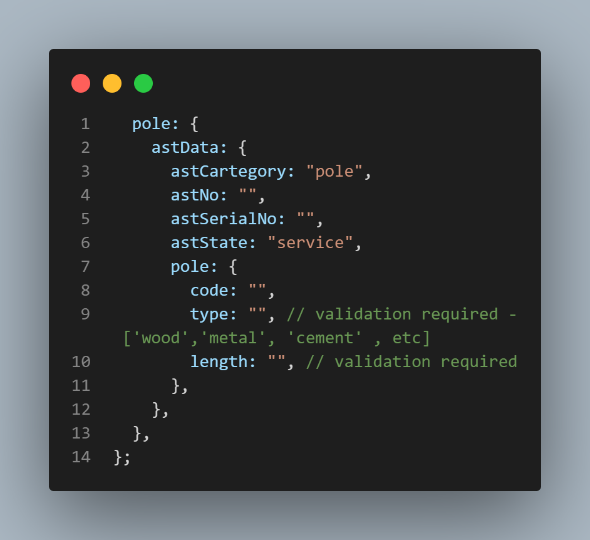 1 pole: {
2 astData: {
3 astCartegory: "pole",
4 astNo: "",
5 astSerialNo: "",
6 astState: "service",
7 pole: {
8 code: "",
9 type: "", // validation required -
['wood','metal', 'cement' , etc]
10 length: "", // validation required
11 },
12 },
13 },
14 };